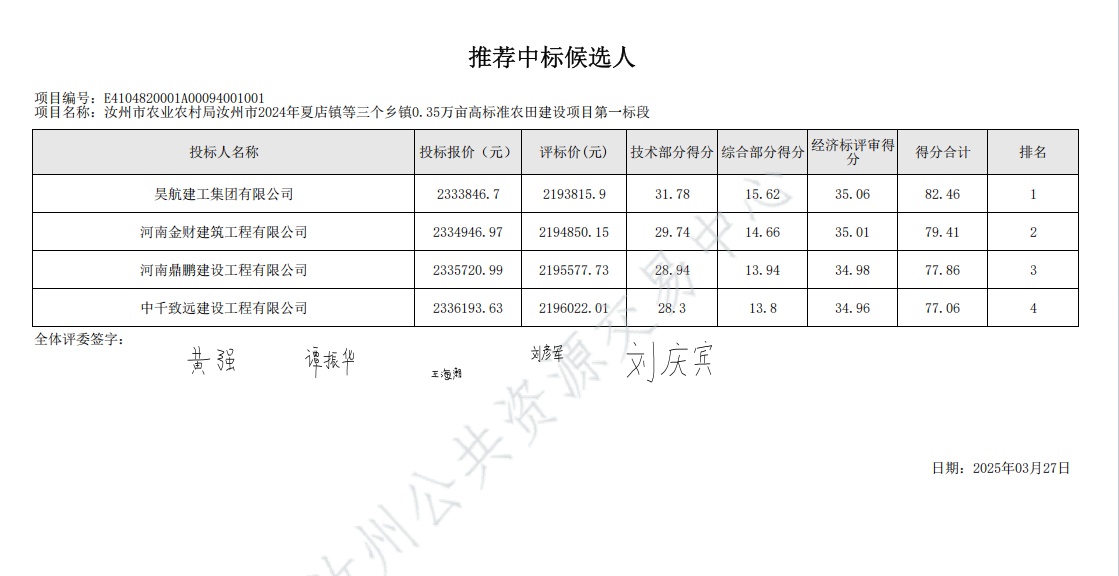 推荐中标候选人
项目编号：E4104820001A00094001001
项目名称：汝州市农业农村局汝州市2024年夏店镇等三个乡镇0.35万亩高标准农田建设项目第一标段
投标人名称 投标报价（元） 评标价(元) 技术部分得分 综合部分得分 经济标评审得分 得分合计 排名
昊航建工集团有限公司 2333846.7 2193815.9 31.78 15.62 35.06 82.46 1
河南金财建筑工程有限公司 2334946.97 2194850.15 29.74 14.66 35.01 79.41 2
河南鼎鹏建设工程有限公司 2335720.99 2195577.73 28.94 13.94 34.98 77.86 3
中千致远建设工程有限公司 2336193.63 2196022.01 28.3 13.8 34.96 77.06 4
全体评委签字：
黄强 谭振华 王海潮 刘彦军 刘庆宾
日期：2025年03月27日
汝州公共资源交易中心